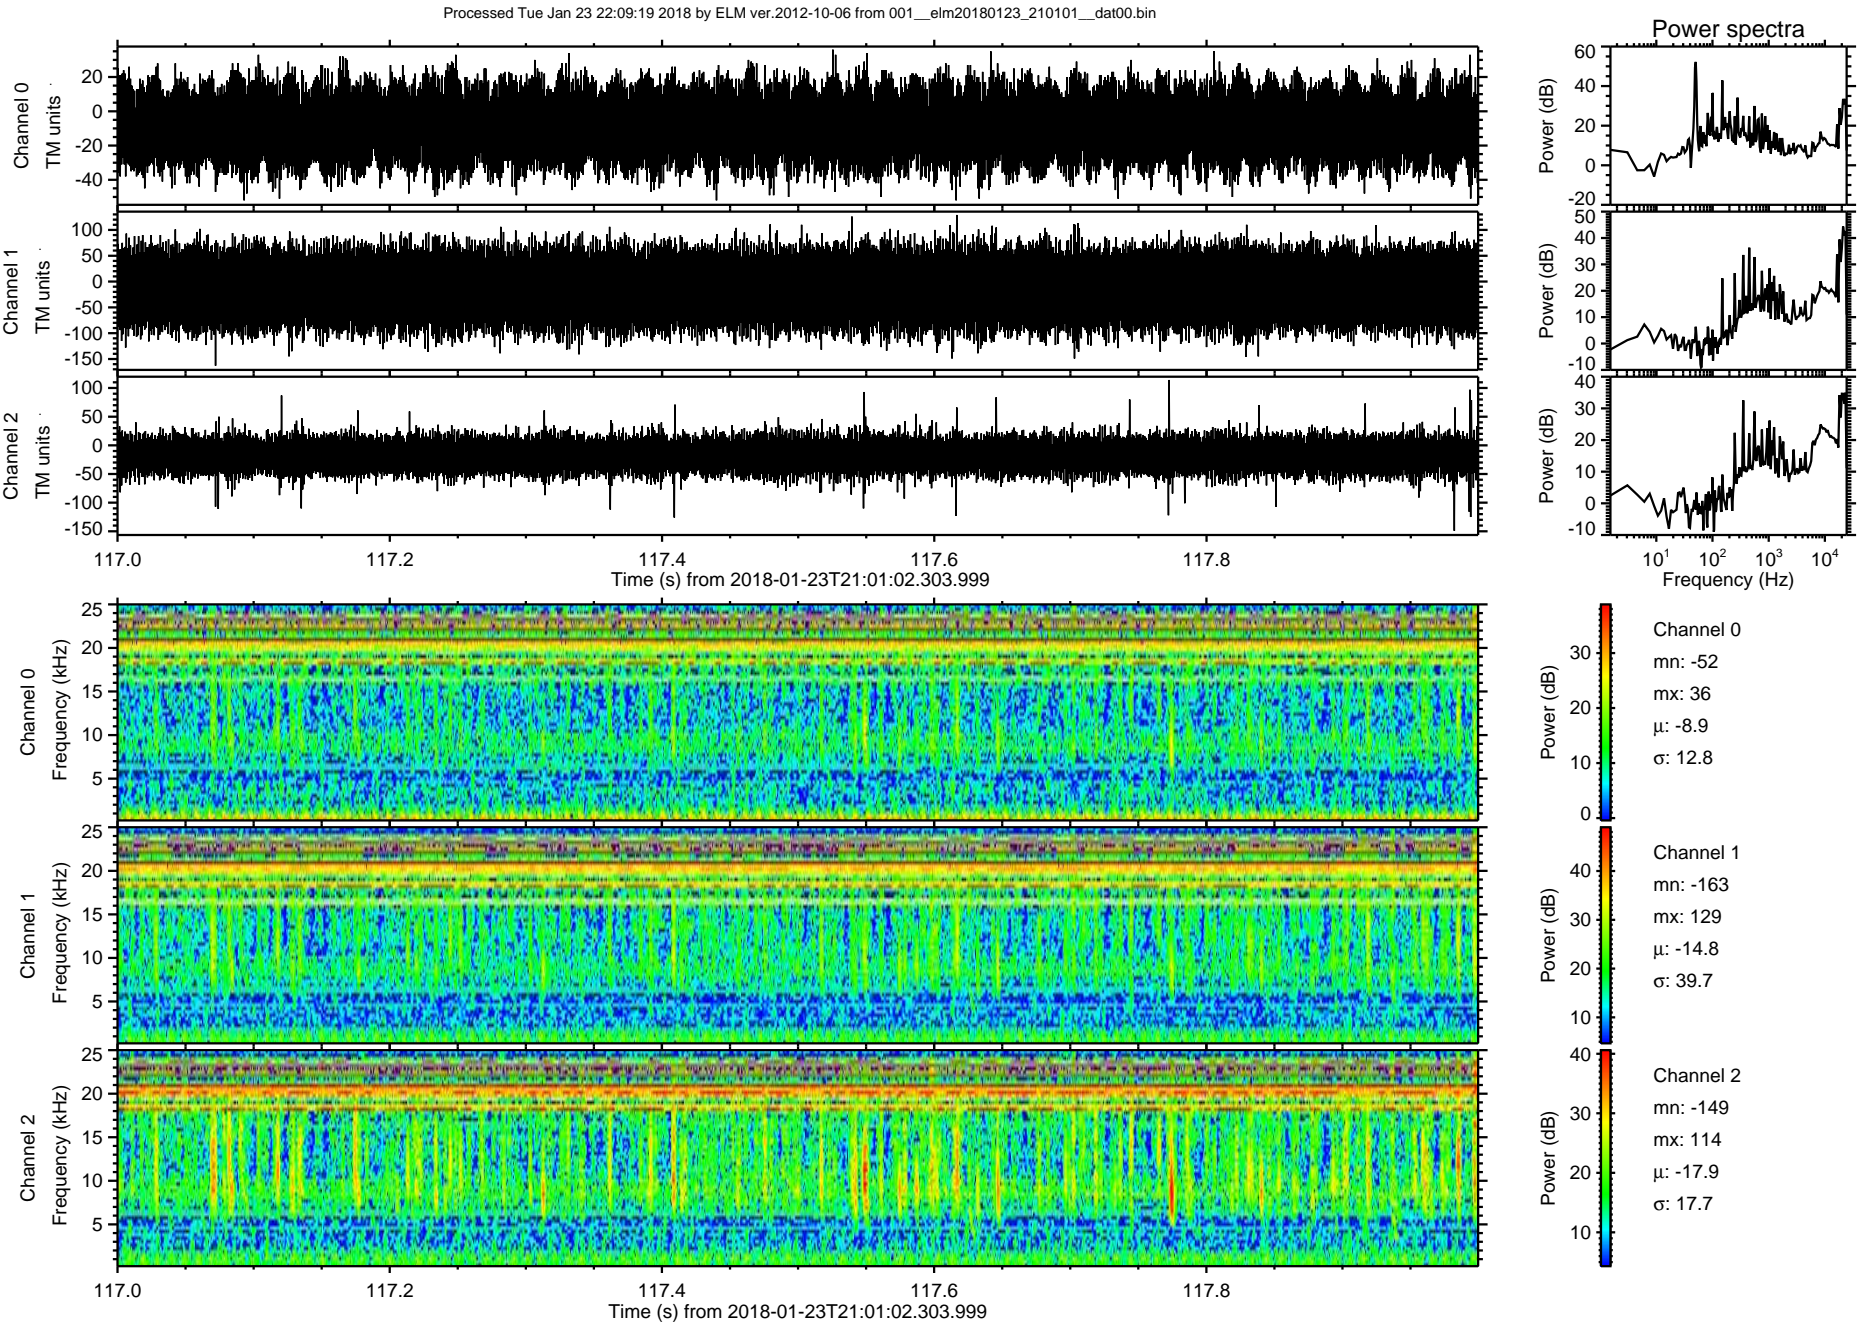 Processed Tue Jan 23 22:09:19 2018 by ELM ver.2012-10-06 from 001__elm20180123_210101__dat00.bin
Power spectra
Channel 0
TM units
20
0
-20
-40
Power (dB)
60
40
20
0
-20
Channel 1
TM units
100
50
0
-50
-100
-150
Power (dB)
50
40
30
20
10
0
-10
Channel 2
TM units
100
50
0
-50
-100
-150
Power (dB)
40
30
20
10
0
-10
117.0 117.2 117.4 117.6 117.8
Time (s) from 2018-01-23T21:01:02.303.999
10^1 10^2 10^3 10^4
Frequency (Hz)
Channel 0
Frequency (kHz)
25
20
15
10
5
Power (dB)
30
20
10
0
Channel 0
mn: -52
mx: 36
μ: -8.9
σ: 12.8
Channel 1
Frequency (kHz)
25
20
15
10
5
Power (dB)
40
30
20
10
Channel 1
mn: -163
mx: 129
μ: -14.8
σ: 39.7
Channel 2
Frequency (kHz)
25
20
15
10
5
Power (dB)
40
30
20
10
Channel 2
mn: -149
mx: 114
μ: -17.9
σ: 17.7
117.0 117.2 117.4 117.6 117.8
Time (s) from 2018-01-23T21:01:02.303.999